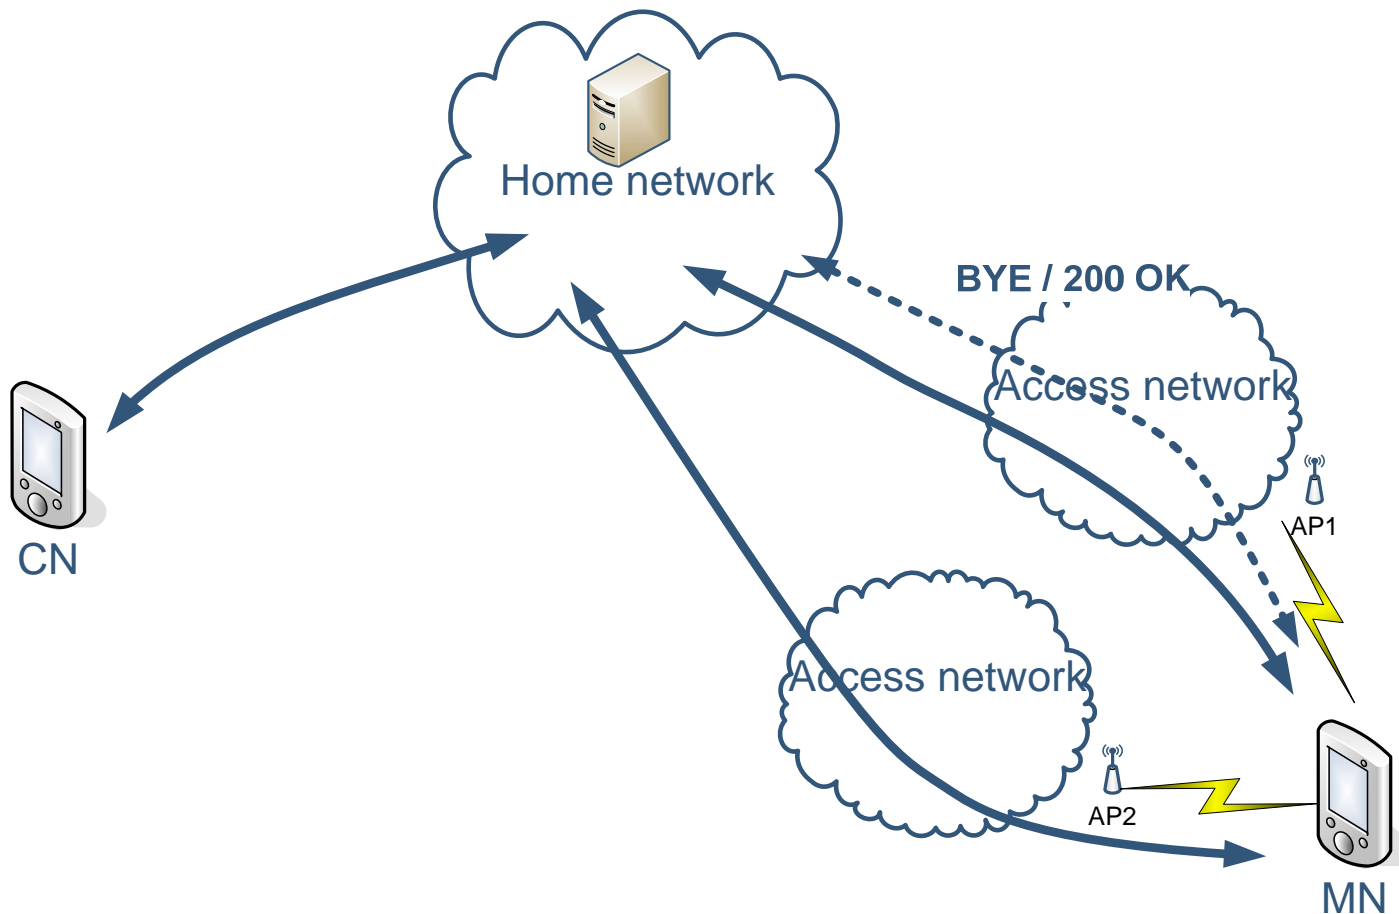 Home network
BYE / 200 OK
Access network
AP1
CN
Access network
AP2
MN